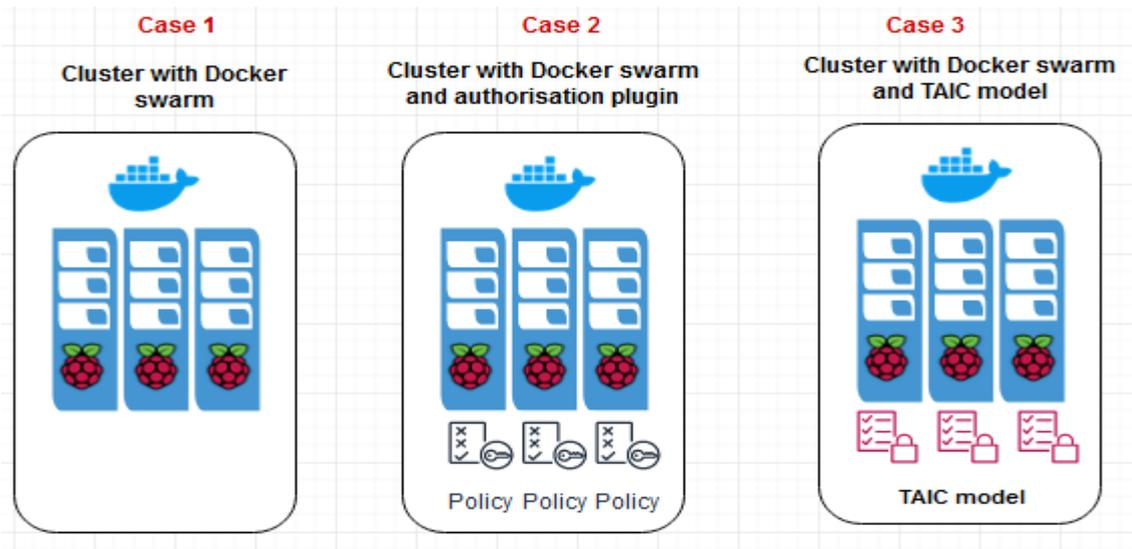 Case 1
Cluster with Docker
swarm
Case 2
Cluster with Docker swarm
and authorisation plugin
Policy Policy Policy
Case 3
Cluster with Docker swarm
and TAIC model
TAIC model